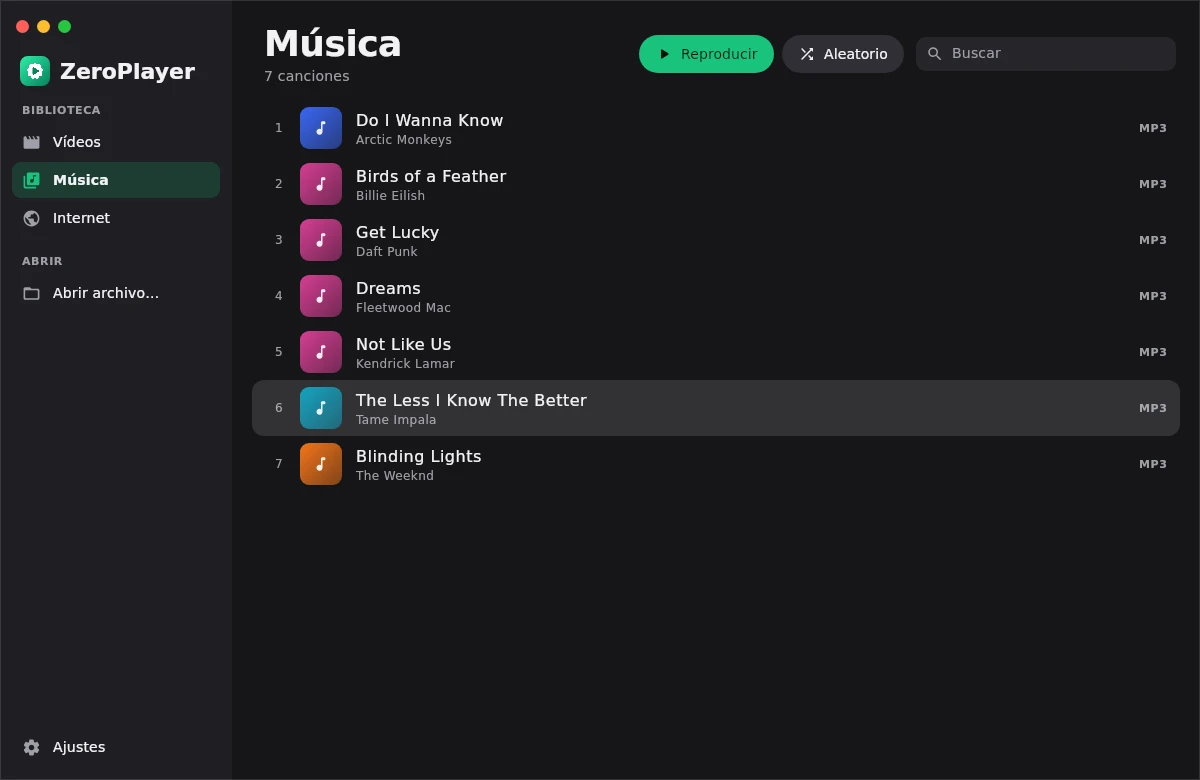 ZeroPlayer
BIBLIOTECA
Vídeos
Música
Internet
ABRIR
Abrir archivo...
Ajustes
Música
7 canciones
Reproducir
Aleatorio
Buscar
1 Do I Wanna Know MP3
Arctic Monkeys
2 Birds of a Feather MP3
Billie Eilish
3 Get Lucky MP3
Daft Punk
4 Dreams MP3
Fleetwood Mac
5 Not Like Us MP3
Kendrick Lamar
6 The Less I Know The Better MP3
Tame Impala
7 Blinding Lights MP3
The Weeknd